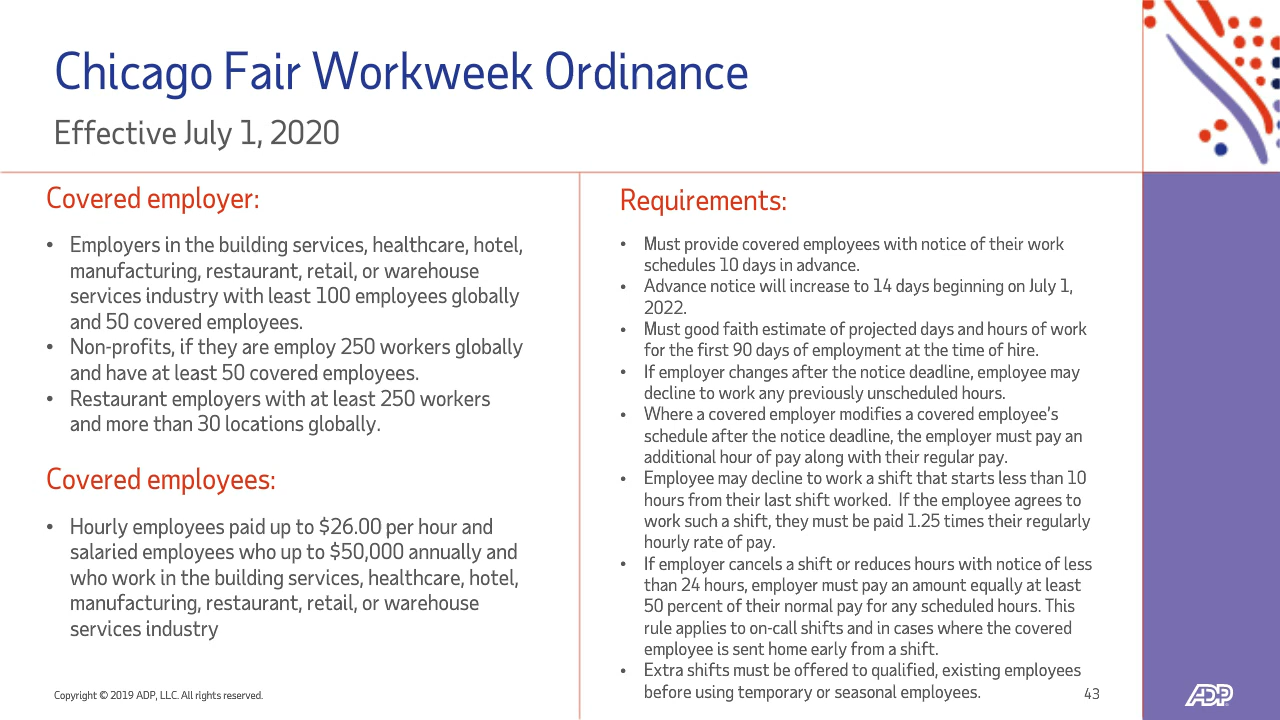 Chicago Fair Workweek Ordinance
Effective July 1, 2020
Covered employer:
• Employers in the building services, healthcare, hotel,
manufacturing, restaurant, retail, or warehouse
services industry with least 100 employees globally
and 50 covered employees.
• Non-profits, if they are employ 250 workers globally
and have at least 50 covered employees.
• Restaurant employers with at least 250 workers
and more than 30 locations globally.
Covered employees:
• Hourly employees paid up to $26.00 per hour and
salaried employees who up to $50,000 annually and
who work in the building services, healthcare, hotel,
manufacturing, restaurant, retail, or warehouse
services industry
Requirements:
• Must provide covered employees with notice of their work
schedules 10 days in advance.
• Advance notice will increase to 14 days beginning on July 1,
2022.
• Must good faith estimate of projected days and hours of work
for the first 90 days of employment at the time of hire.
• If employer changes after the notice deadline, employee may
decline to work any previously unscheduled hours.
• Where a covered employer modifies a covered employee's
schedule after the notice deadline, the employer must pay an
additional hour of pay along with their regular pay.
• Employee may decline to work a shift that starts less than 10
hours from their last shift worked.  If the employee agrees to
work such a shift, they must be paid 1.25 times their regularly
hourly rate of pay.
• If employer cancels a shift or reduces hours with notice of less
than 24 hours, employer must pay an amount equally at least
50 percent of their normal pay for any scheduled hours. This
rule applies to on-call shifts and in cases where the covered
employee is sent home early from a shift.
• Extra shifts must be offered to qualified, existing employees
before using temporary or seasonal employees.
Copyright © 2019 ADP, LLC. All rights reserved.
43
ADP